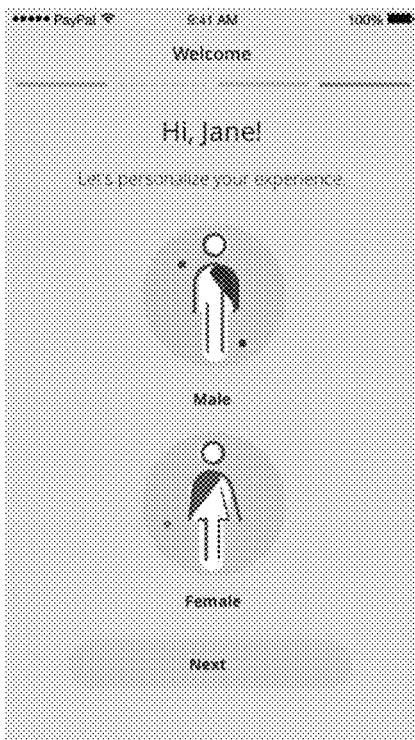 PayPal 9:41 AM 100%
Welcome
Hi, Jane!
Let's personalize your experience.
Male
Female
Next